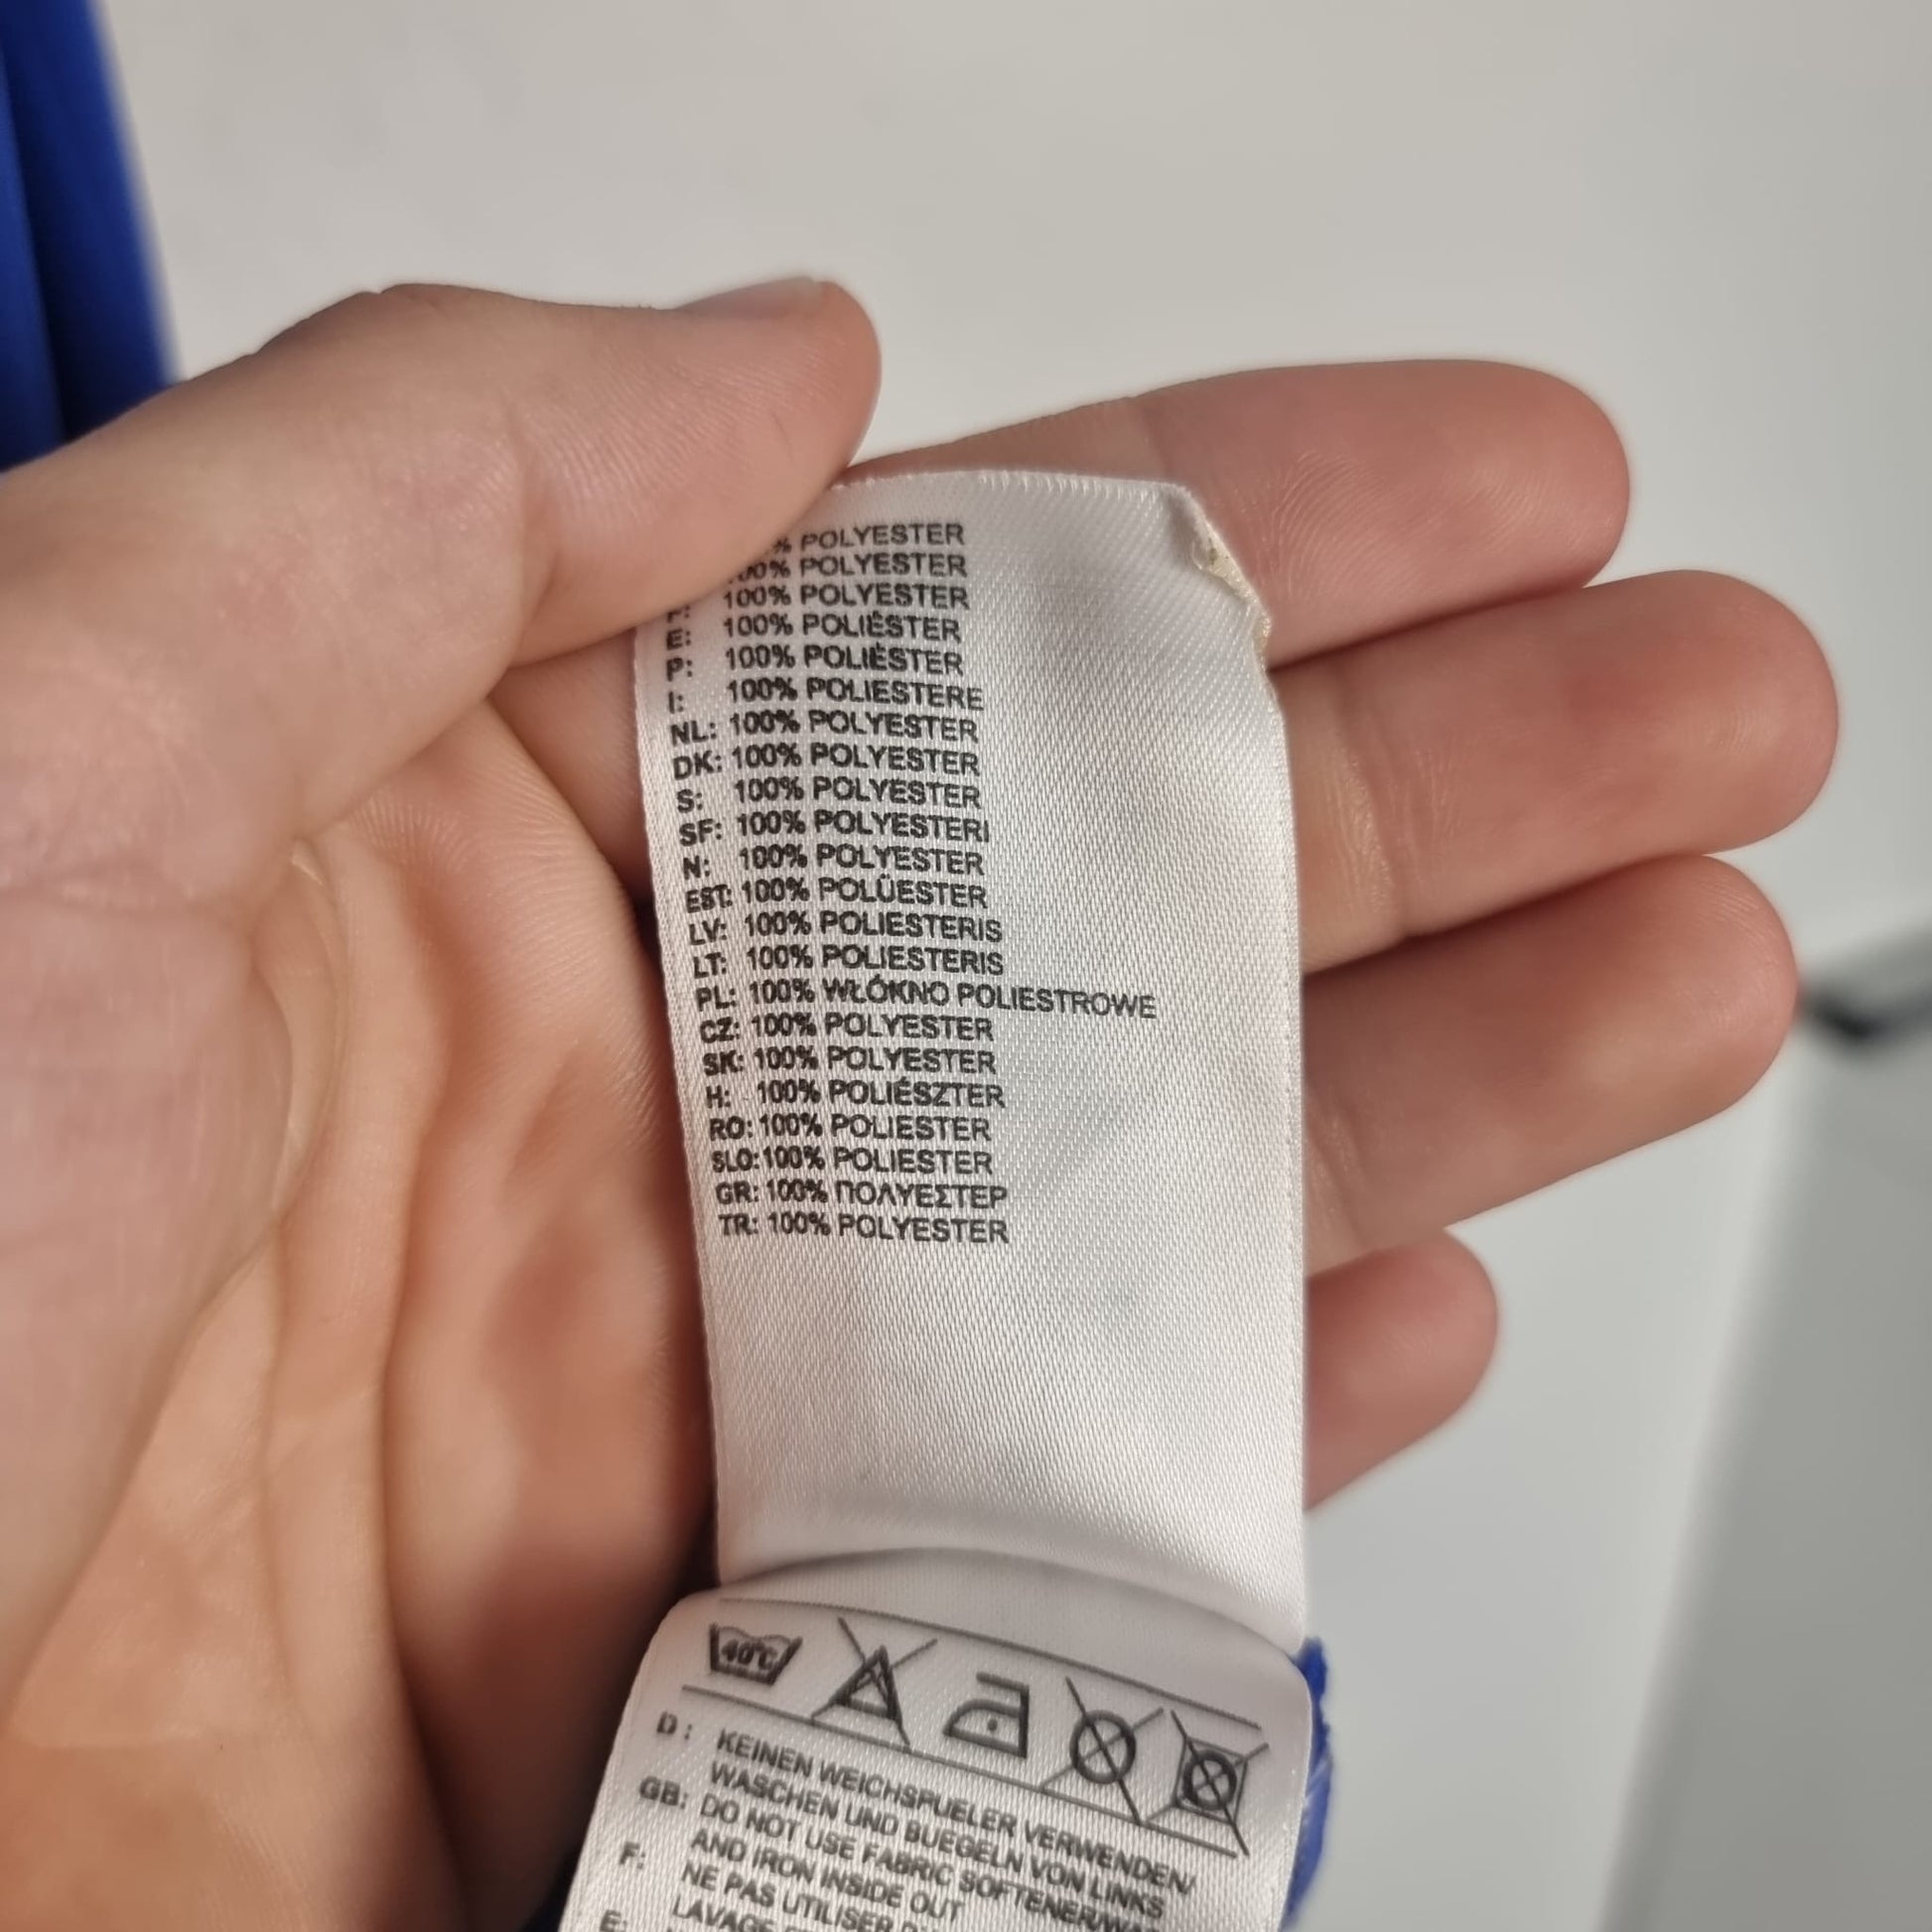 % POLYESTER
100% POLYESTER
F: 100% POLYESTER
E: 100% POLIÉSTER
P: 100% POLIÉSTER
I: 100% POLIESTERE
NL: 100% POLYESTER
DK: 100% POLYESTER
S: 100% POLYESTER
SF: 100% POLYESTERI
N: 100% POLYESTER
EST: 100% POLÜESTER
LV: 100% POLIESTERIS
LT: 100% POLIESTERIS
PL: 100% WŁÓKNO POLIESTROWE
CZ: 100% POLYESTER
SK: 100% POLYESTER
H: 100% POLIÉSZTER
RO: 100% POLIESTER
SLO: 100% POLIESTER
GR: 100% ΠΟΛΥΕΣΤΕΡ
TR: 100% POLYESTER
40°C
D: KEINEN WEICHSPUELER VERWENDEN/
WASCHEN UND BUEGELN VON LINKS
GB: DO NOT USE FABRIC SOFTENER/
AND IRON INSIDE OUT
F: NE PAS UTILISER
LAVAGE
E: